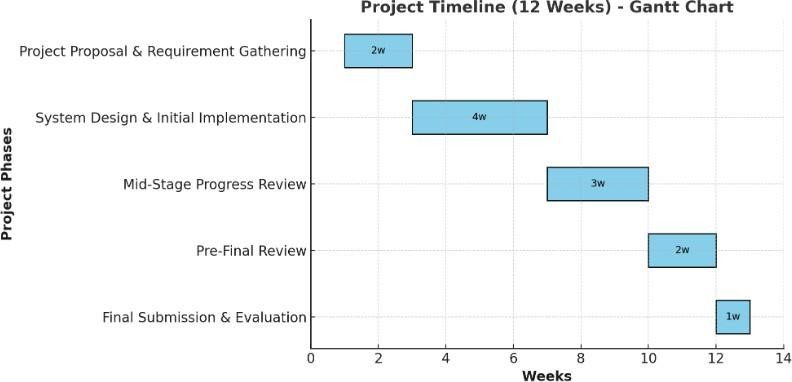 Project Timeline (12 Weeks) - Gantt Chart
Project Phases
Project Proposal & Requirement Gathering
2w
System Design & Initial Implementation
4w
Mid-Stage Progress Review
3w
Pre-Final Review
2w
Final Submission & Evaluation
1w
0 2 4 6 8 10 12 14
Weeks